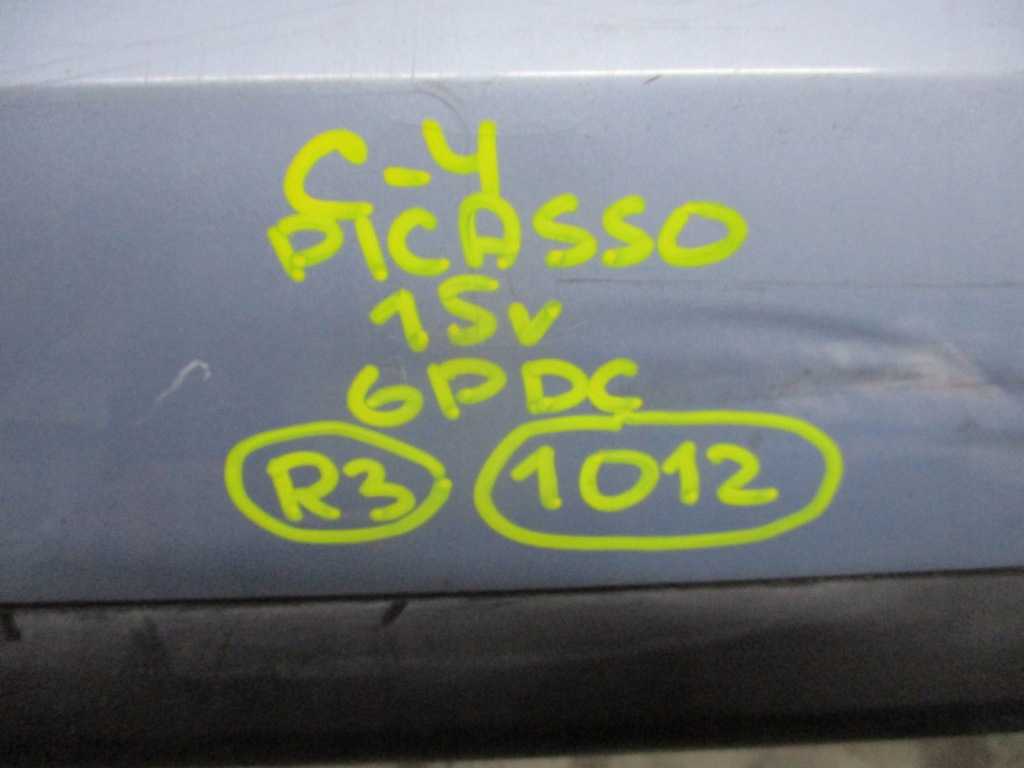 C-4
PICASSO
15v
6PDC
R3 1012